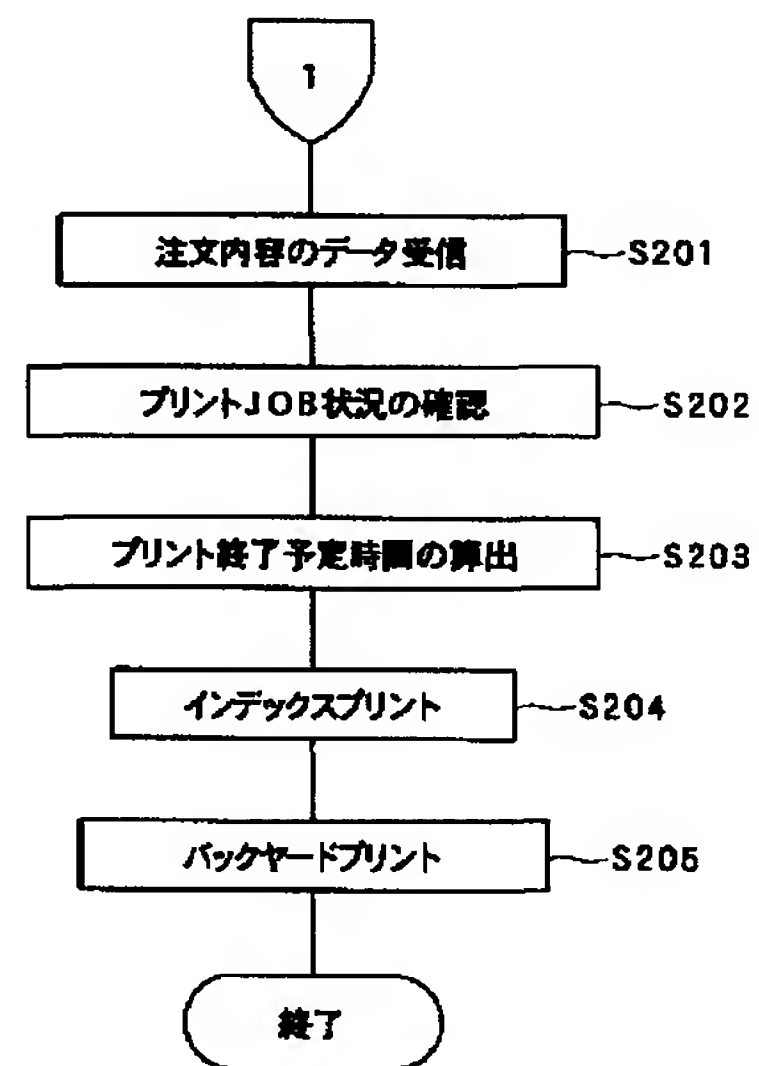 1
注文内容のデータ受信 S201
プリントJOB状況の確認 S202
プリント終了予定時間の算出 S203
インデックスプリント S204
バックヤードプリント S205
終了